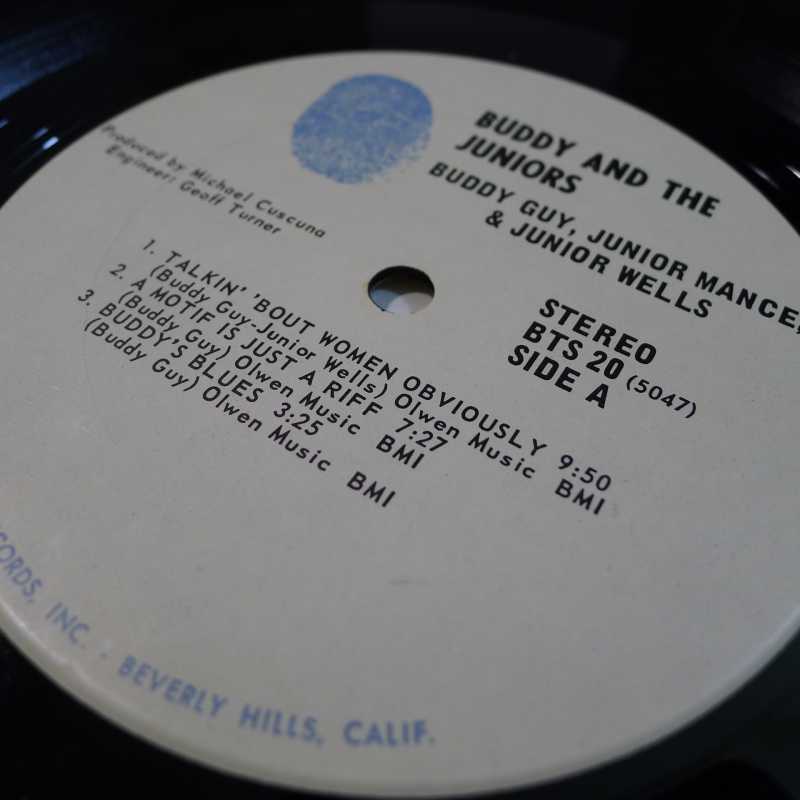 BUDDY AND THE
JUNIORS
BUDDY GUY, JUNIOR MANCE,
& JUNIOR WELLS
Produced by Michael Cuscuna
Engineer: Geoff Turner
STEREO
BTS 20 (5047)
SIDE A
1. TALKIN' 'BOUT WOMEN OBVIOUSLY 9:50
(Buddy Guy-Junior Wells) Olwen Music BMI
2. A MOTIF IS JUST A RIFF 7:27
(Buddy Guy) Olwen Music BMI
3. BUDDY'S BLUES 3:25
(Buddy Guy) Olwen Music BMI
INC. · BEVERLY HILLS, CALIF.